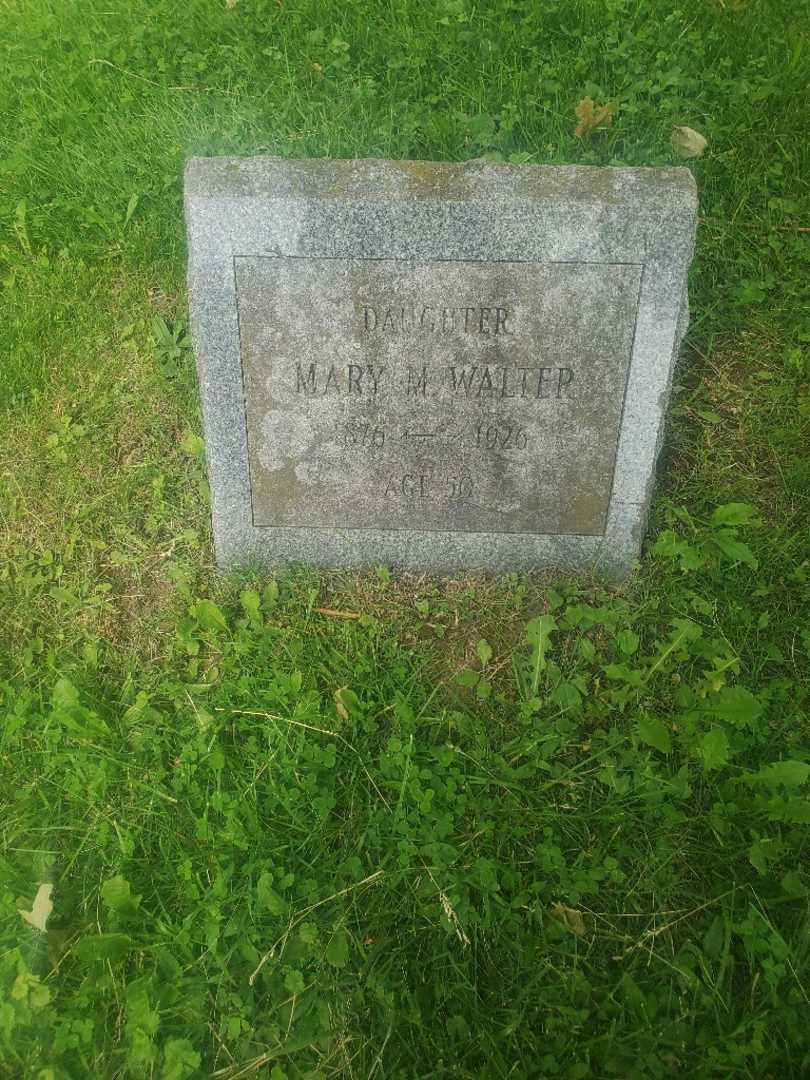 DAUGHTER
MARY M. WALTER
1876 — 1926
AGE 50